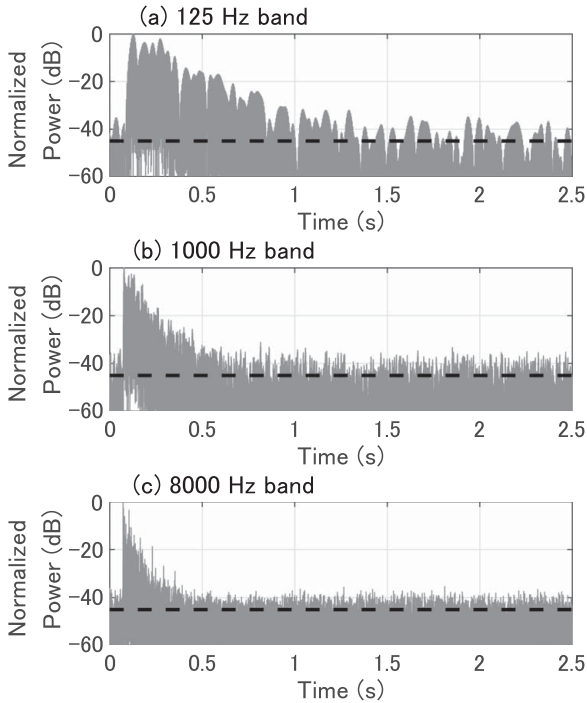 (a) 125 Hz band
Normalized
Power (dB)
0
−20
−40
−60
0 0.5 1 1.5 2 2.5
Time (s)
(b) 1000 Hz band
Normalized
Power (dB)
0
−20
−40
−60
0 0.5 1 1.5 2 2.5
Time (s)
(c) 8000 Hz band
Normalized
Power (dB)
0
−20
−40
−60
0 0.5 1 1.5 2 2.5
Time (s)